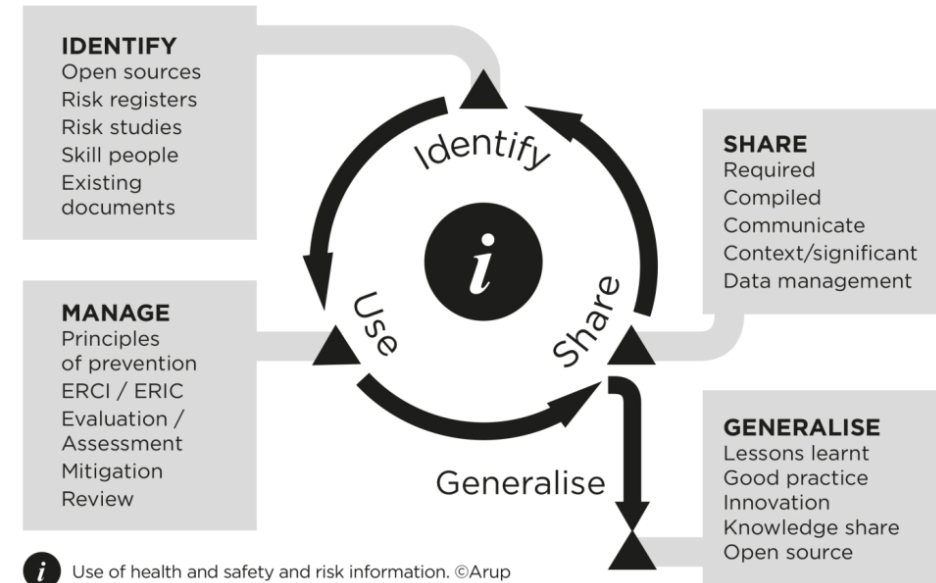 IDENTIFY
Open sources
Risk registers
Risk studies
Skill people
Existing
documents
MANAGE
Principles
of prevention
ERCI / ERIC
Evaluation /
Assessment
Mitigation
Review
Identify
i
Use
Share
Generalise
SHARE
Required
Compiled
Communicate
Context/significant
Data management
GENERALISE
Lessons learnt
Good practice
Innovation
Knowledge share
Open source
i Use of health and safety and risk information. ©Arup